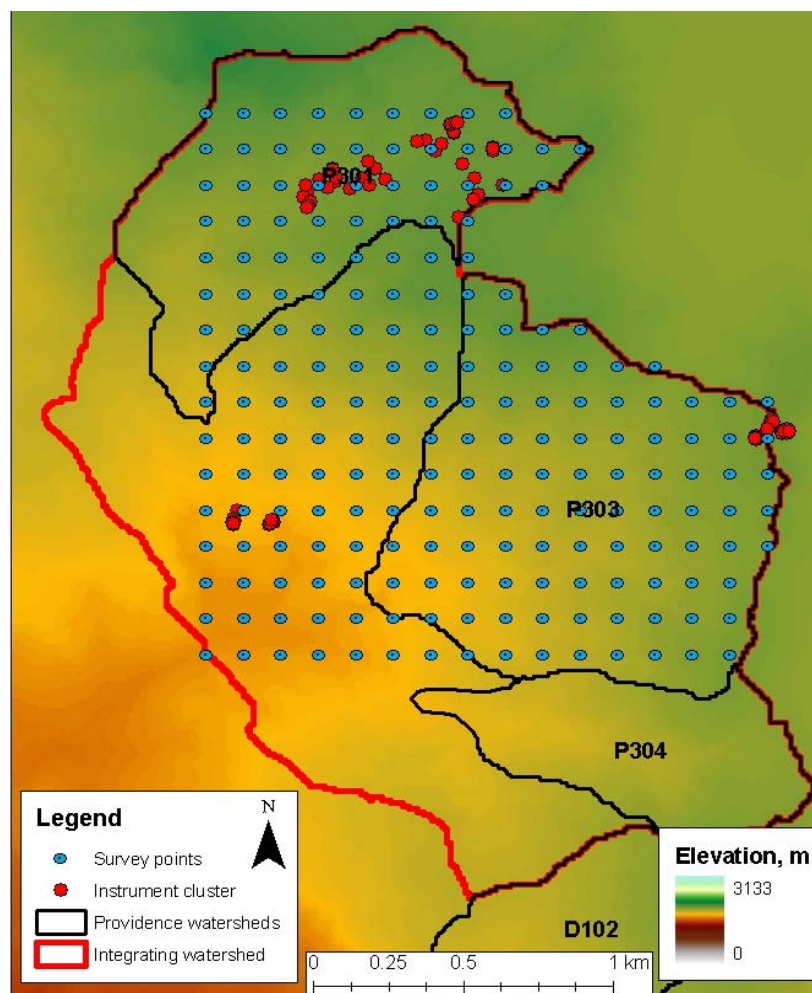 P301
P303
P304
D102
Legend
N
Survey points
Instrument cluster
Providence watersheds
Integrating watershed
0 0.25 0.5 1 km
Elevation, m
3133
0